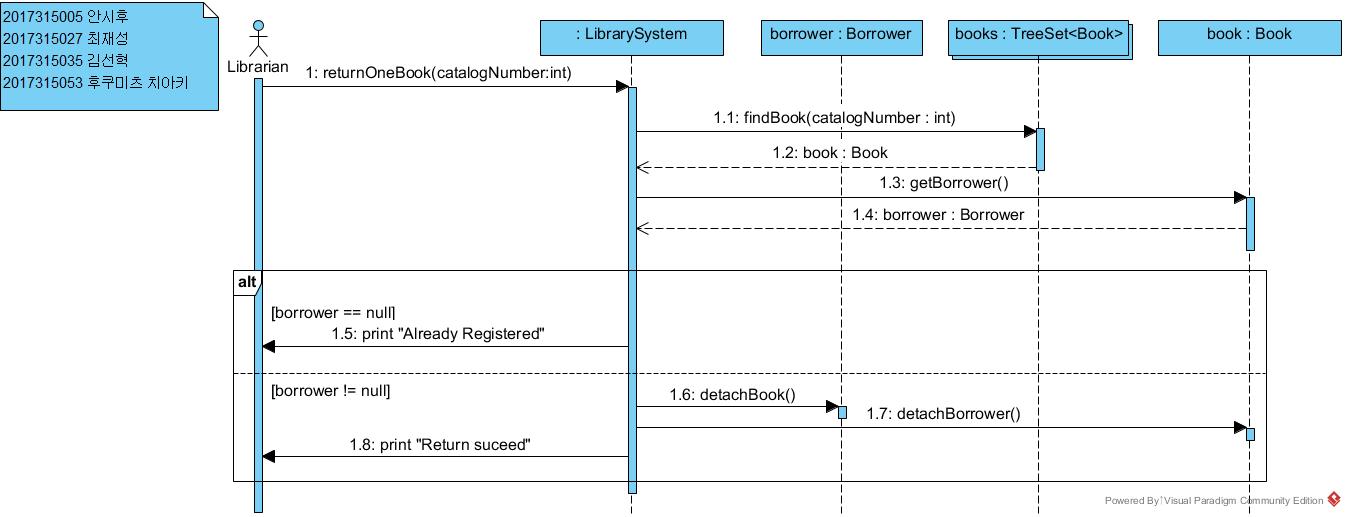 2017315005 안시후
2017315027 최재성
2017315035 김선혁
2017315053 후쿠미츠 치아키
Librarian
: LibrarySystem
borrower : Borrower
books : TreeSet<Book>
book : Book
1: returnOneBook(catalogNumber:int)
1.1: findBook(catalogNumber : int)
1.2: book : Book
1.3: getBorrower()
1.4: borrower : Borrower
alt
[borrower == null]
1.5: print "Already Registered"
[borrower != null]
1.6: detachBook()
1.7: detachBorrower()
1.8: print "Return suceed"
Powered By Visual Paradigm Community Edition